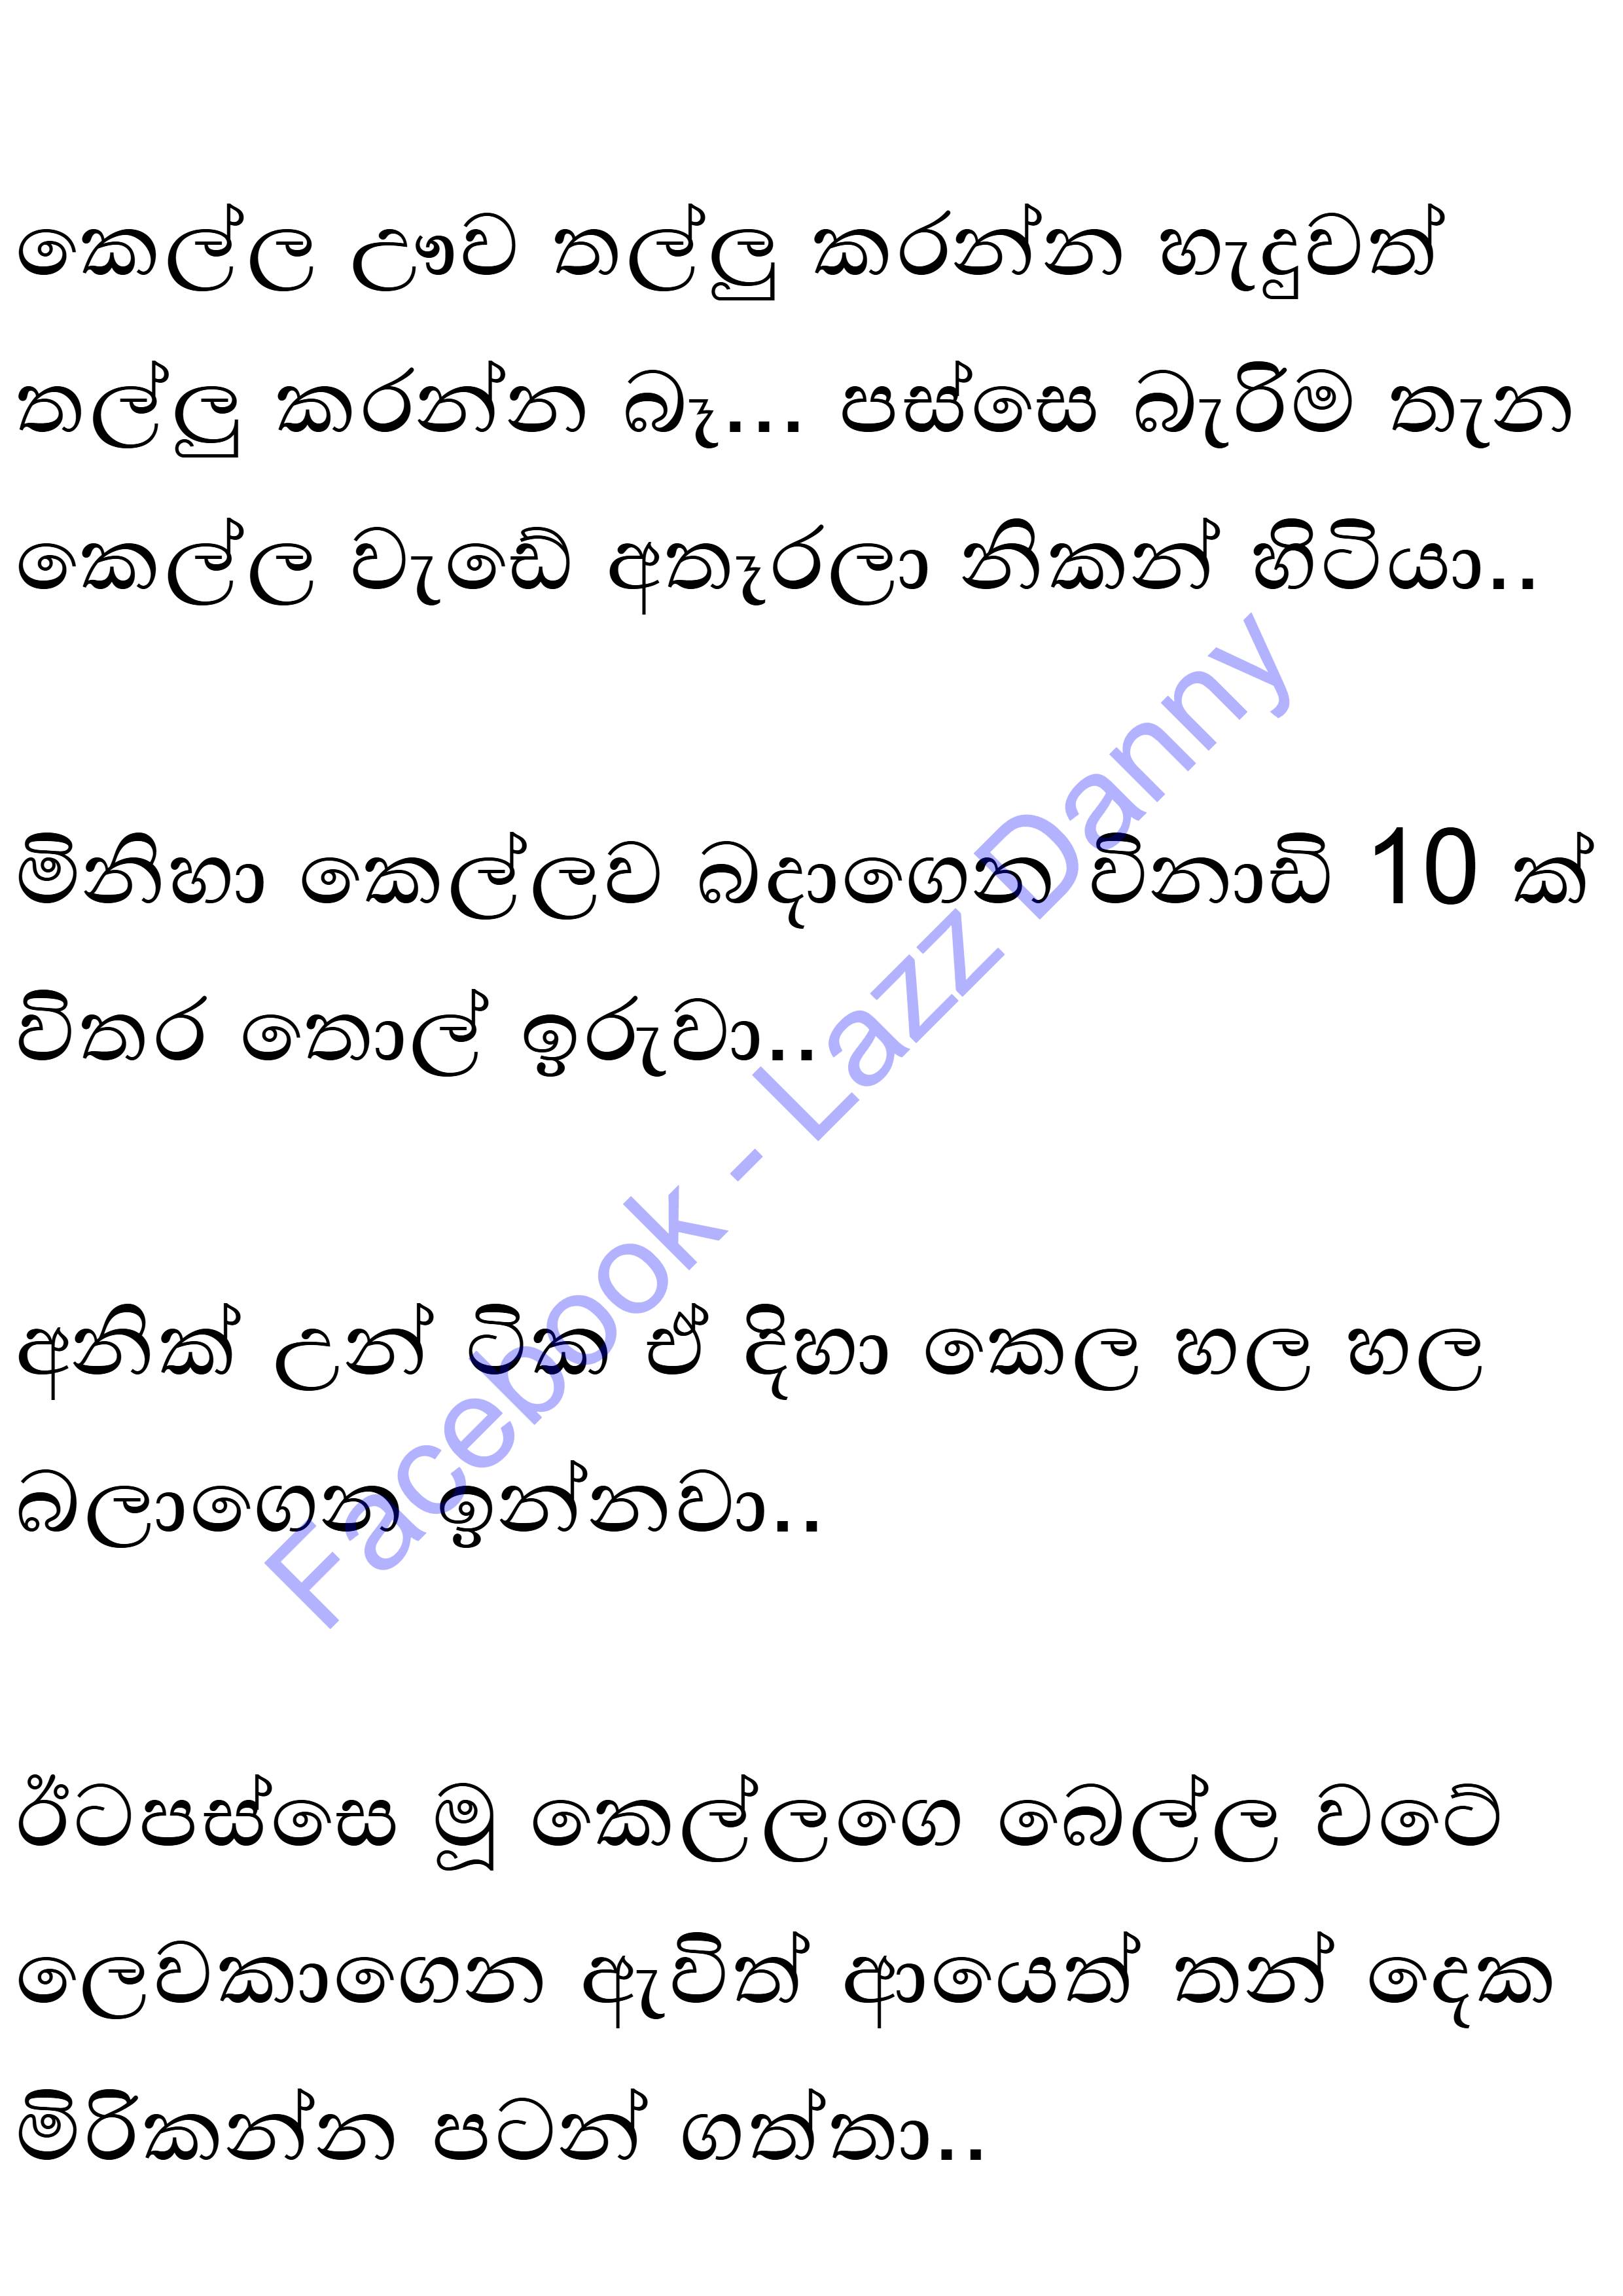 කෙල්ල ඌව තල්ලු කරන්න හැදුවත්
තල්ලු කරන්න බෑ... පස්සෙ බැරිම තැන
කෙල්ල වැඩේ අතෑරලා නිකන් හිටියා..
මිනිහා කෙල්ලව බදාගෙන විනාඩි 10 ක්
විතර තොල් ඉරුවා..
අනික් උන් ටික ඒ දිහා කෙල හල හල
බලාගෙන ඉන්නවා..
ඊටපස්සෙ මූ කෙල්ලගෙ බෙල්ල වටේ
ලෙවකාගෙන ඇවිත් ආයෙත් තන් දෙක
මිරිකන්න පටන් ගත්තා..
Facebook - Lazz Danny